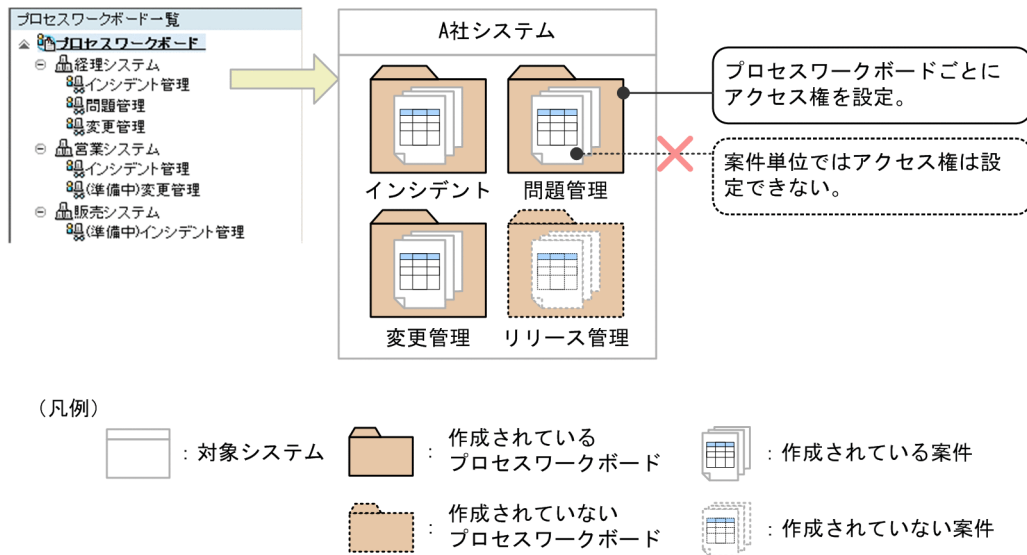 プロセスワークボード一覧
プロセスワークボード
経理システム
インシデント管理
問題管理
変更管理
営業システム
インシデント管理
(準備中)変更管理
販売システム
(準備中)インシデント管理
A社システム
インシデント
問題管理
変更管理
リリース管理
プロセスワークボードごとに
アクセス権を設定。
案件単位ではアクセス権は設
定できない。
(凡例)
:対象システム
:作成されている
プロセスワークボード
:作成されている案件
:作成されていない
プロセスワークボード
:作成されていない案件